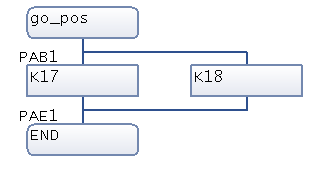 go_pos
PAB1
K17
K18
PAE1
END